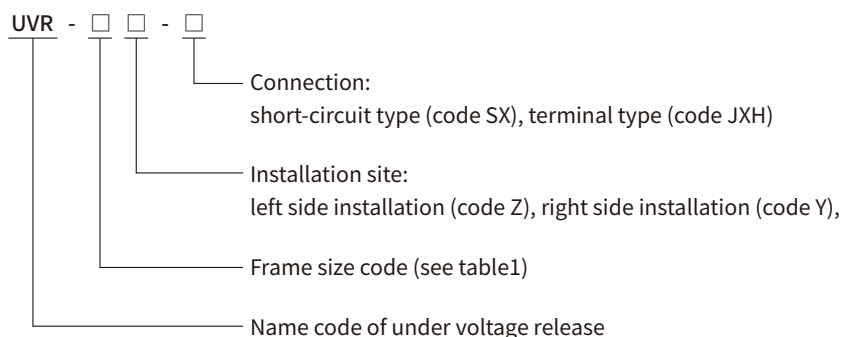 UVR - □ □ - □
Connection:
short-circuit type (code SX), terminal type (code JXH)
Installation site:
left side installation (code Z), right side installation (code Y),
Frame size code (see table1)
Name code of under voltage release